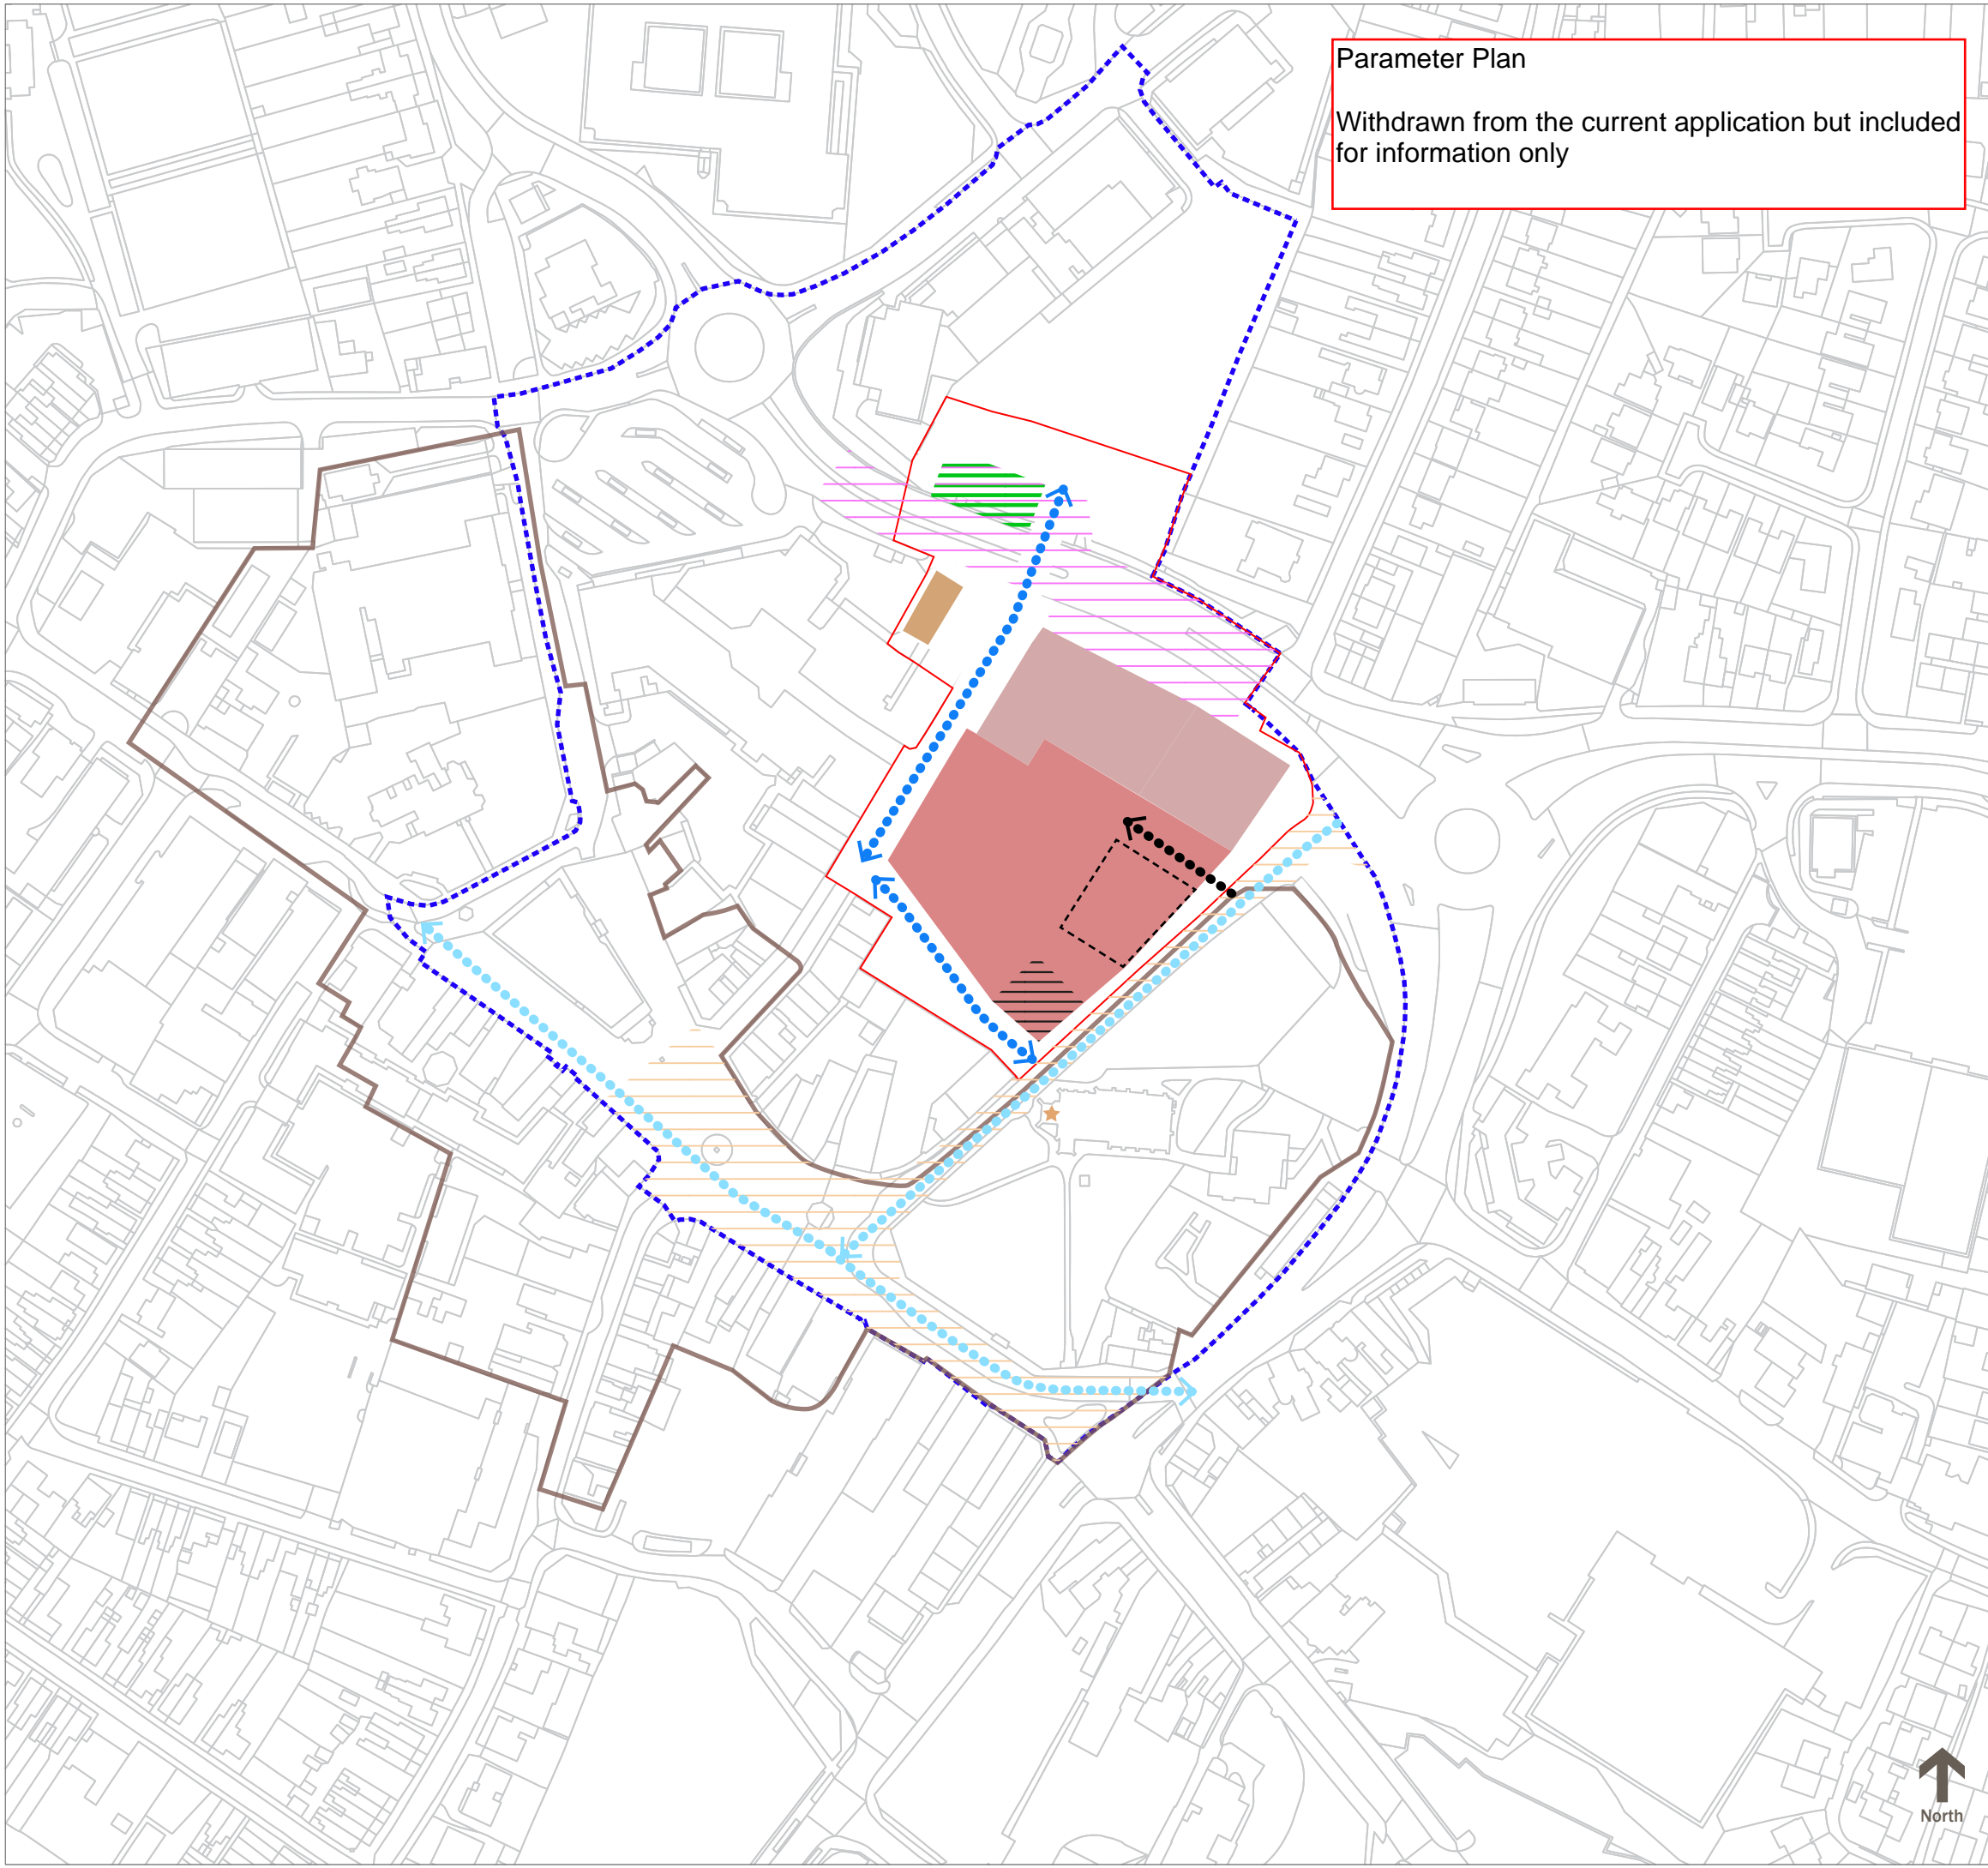 Parameter Plan
Withdrawn from the current application but included
for information only
North